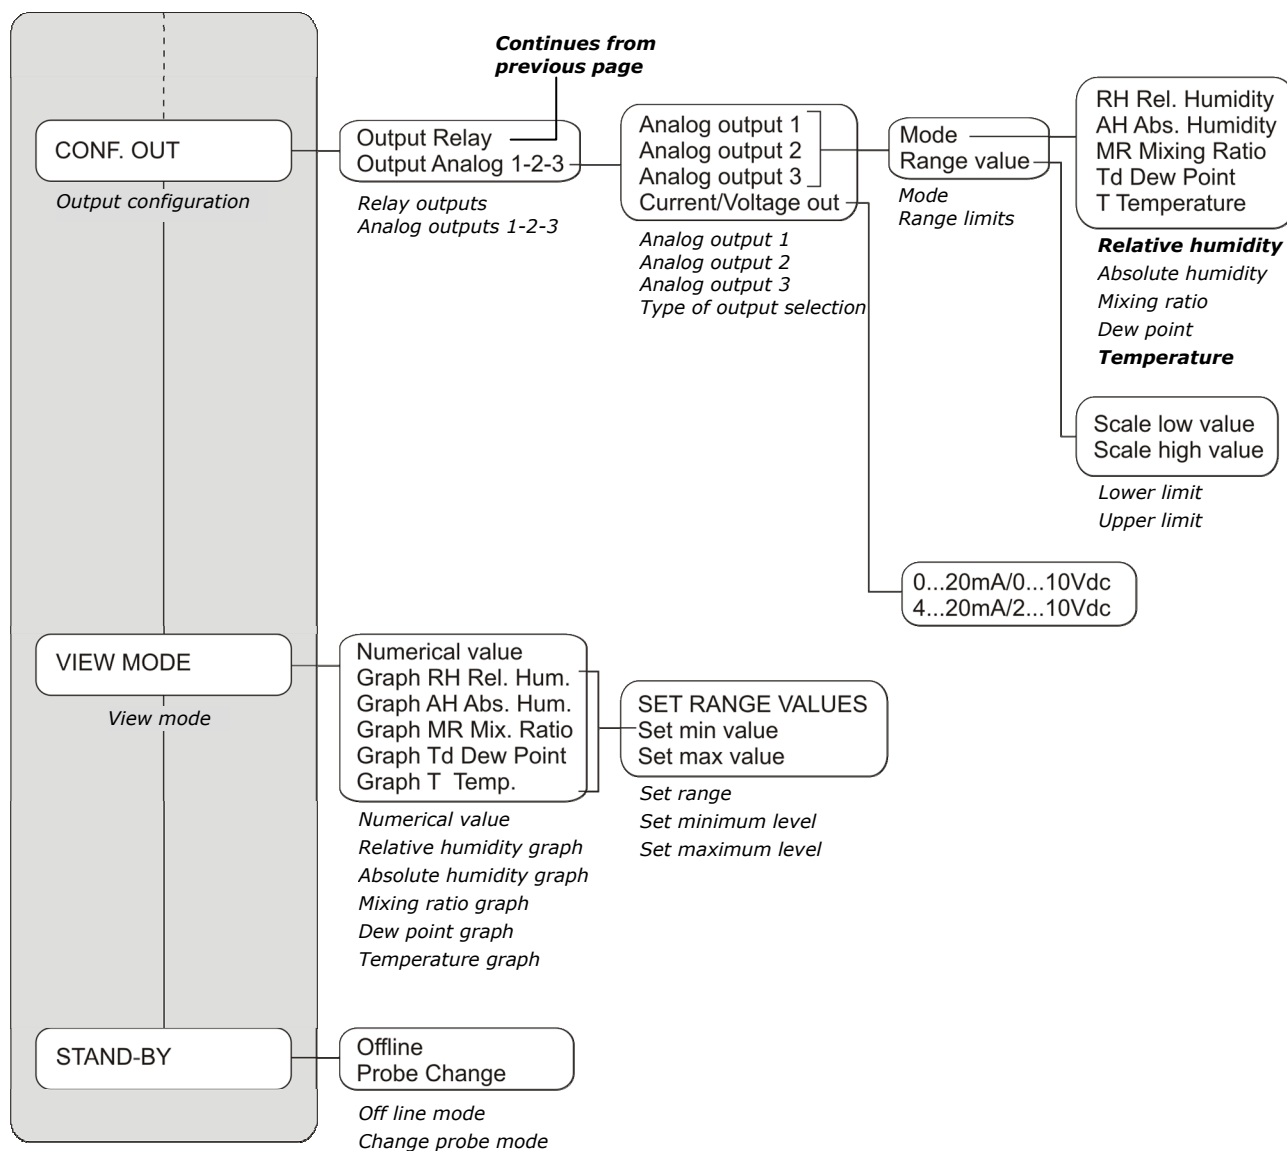 Continues from
previous page
CONF. OUT
Output configuration
Output Relay
Output Analog 1-2-3
Relay outputs
Analog outputs 1-2-3
Analog output 1
Analog output 2
Analog output 3
Current/Voltage out
Analog output 1
Analog output 2
Analog output 3
Type of output selection
Mode
Range value
Mode
Range limits
RH Rel. Humidity
AH Abs. Humidity
MR Mixing Ratio
Td Dew Point
T Temperature
Relative humidity
Absolute humidity
Mixing ratio
Dew point
Temperature
Scale low value
Scale high value
Lower limit
Upper limit
0...20mA/0...10Vdc
4...20mA/2...10Vdc
VIEW MODE
View mode
Numerical value
Graph RH Rel. Hum.
Graph AH Abs. Hum.
Graph MR Mix. Ratio
Graph Td Dew Point
Graph T Temp.
Numerical value
Relative humidity graph
Absolute humidity graph
Mixing ratio graph
Dew point graph
Temperature graph
SET RANGE VALUES
Set min value
Set max value
Set range
Set minimum level
Set maximum level
STAND-BY
Offline
Probe Change
Off line mode
Change probe mode